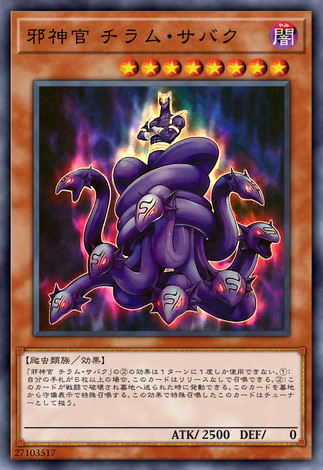 邪神官 チラム・サバク
やみ
闇
【爬虫類族/効果】
「邪神官 チラム・サバク」の②の効果は1ターンに1度しか使用できない。①:
自分の手札が5枚以上の場合、このカードはリリースなしで召喚できる。②:こ
のカードが戦闘で破壊され墓地へ送られた時に発動できる。このカードを墓地
から守備表示で特殊召喚する。この効果で特殊召喚したこのカードはチューナ
ーとして扱う。
ATK/ 2500 DEF/ 0
27103517